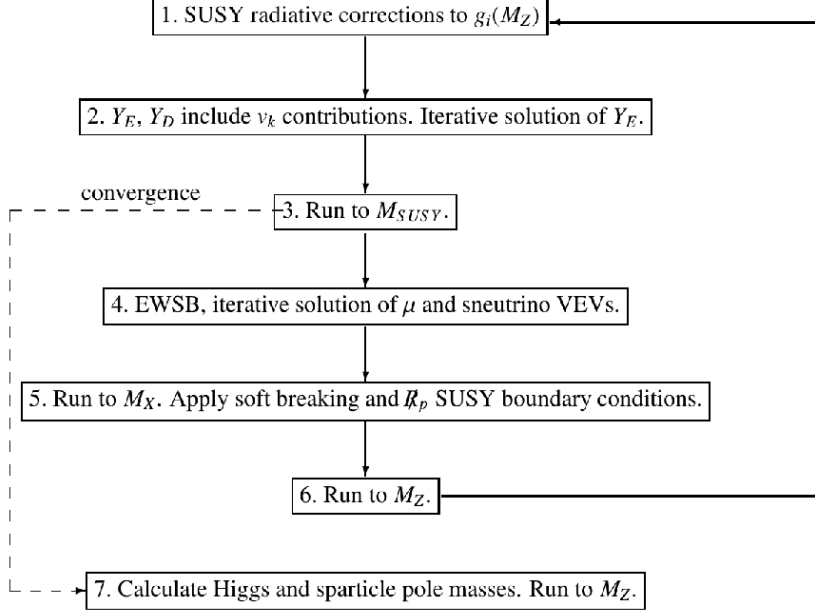 1. SUSY radiative corrections to gᵢ(M_Z)
2. Y_E, Y_D include v_k contributions. Iterative solution of Y_E.
convergence
3. Run to M_SUSY.
4. EWSB, iterative solution of μ and sneutrino VEVs.
5. Run to M_X. Apply soft breaking and R̸_p SUSY boundary conditions.
6. Run to M_Z.
7. Calculate Higgs and sparticle pole masses. Run to M_Z.